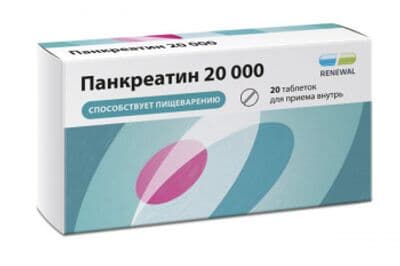 Панкреатин 20 000
СПОСОБСТВУЕТ ПИЩЕВАРЕНИЮ
RENEWAL
20 таблеток
для приема внутрь